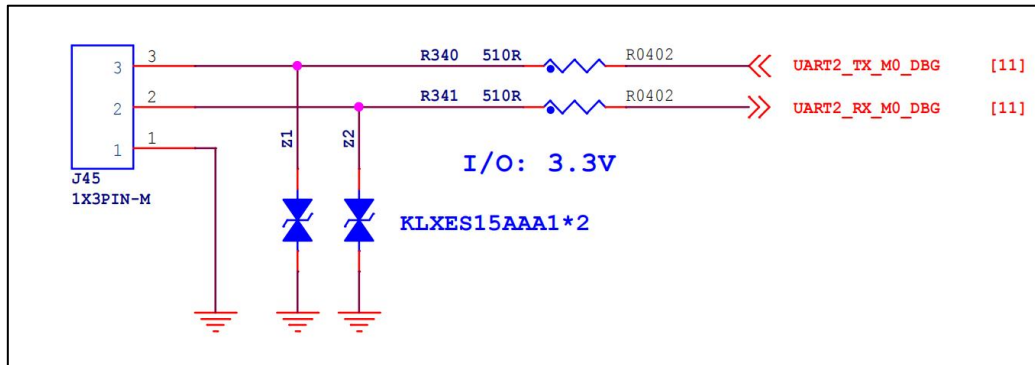 3 3 R340 510R R0402 UART2_TX_M0_DBG [11]
2 2 R341 510R R0402 UART2_RX_M0_DBG [11]
1 1
Z1 Z2
I/O: 3.3V
J45
1X3PIN-M
KLXES15AAA1*2